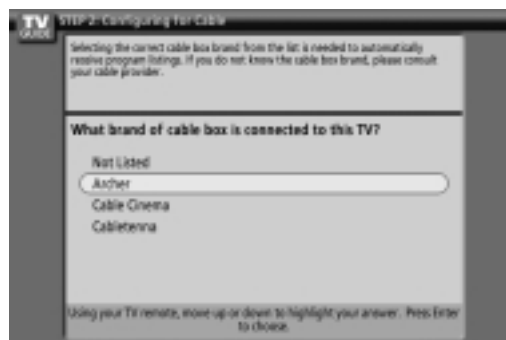 TV
GUIDE
STEP 2: Configuring for Cable
Selecting the correct cable box brand from the list is needed to automatically
receive program listings. If you do not know the cable box brand, please consult
your cable provider.
What brand of cable box is connected to this TV?
Not Listed
Archer
Cable Cinema
Cabletenna
Using your TV remote, move up or down to highlight your answer. Press Enter
to choose.